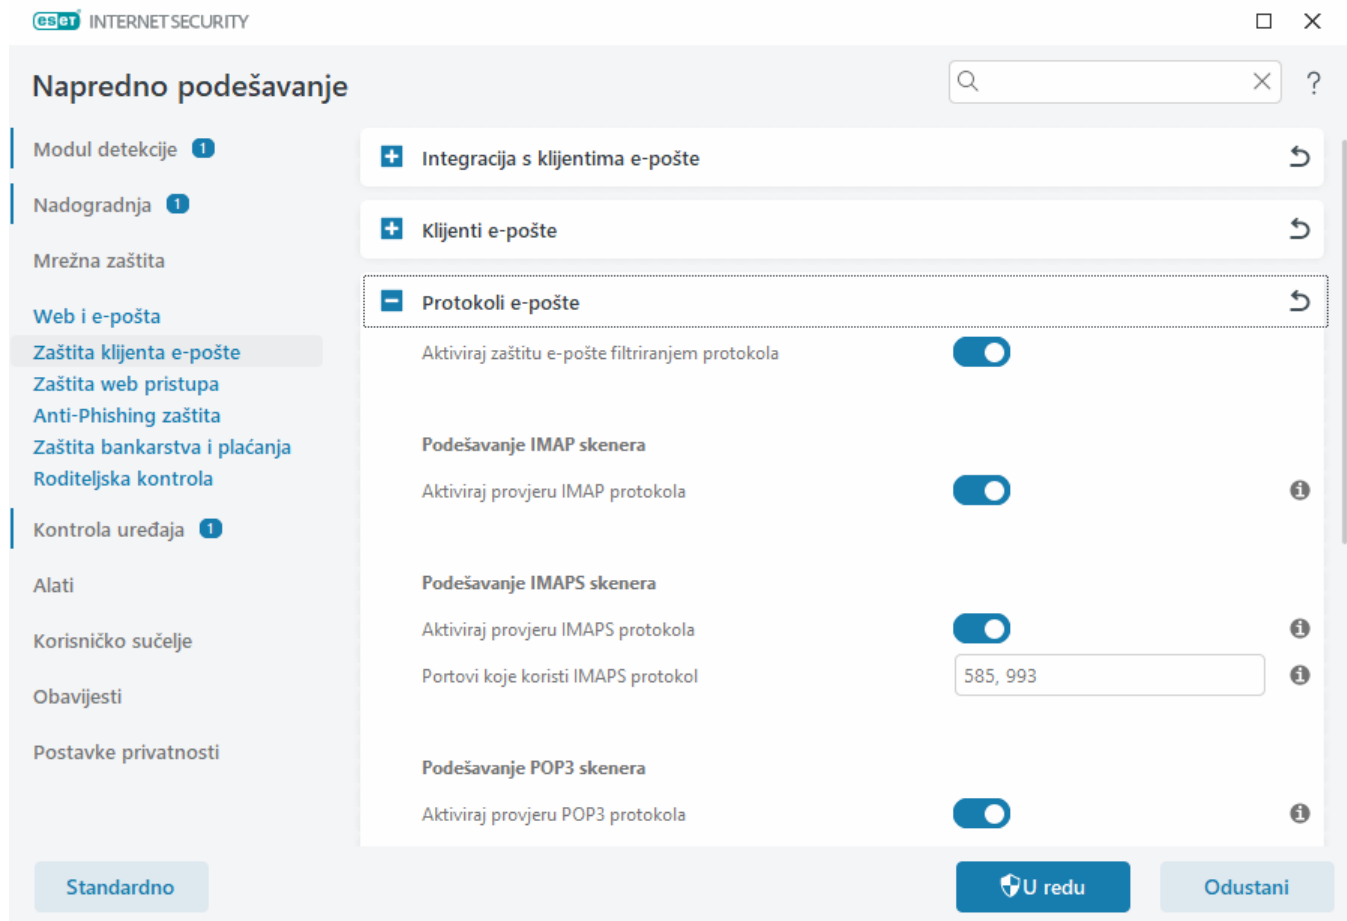 eset INTERNET SECURITY
Napredno podešavanje
?
Modul detekcije 1
Nadogradnja 1
Mrežna zaštita
Web i e-pošta
Zaštita klijenta e-pošte
Zaštita web pristupa
Anti-Phishing zaštita
Zaštita bankarstva i plaćanja
Roditeljska kontrola
Kontrola uređaja 1
Alati
Korisničko sučelje
Obavijesti
Postavke privatnosti
Integracija s klijentima e-pošte
Klijenti e-pošte
Protokoli e-pošte
Aktiviraj zaštitu e-pošte filtriranjem protokola
Podešavanje IMAP skenera
Aktiviraj provjeru IMAP protokola
Podešavanje IMAPS skenera
Aktiviraj provjeru IMAPS protokola
Portovi koje koristi IMAPS protokol 585, 993
Podešavanje POP3 skenera
Aktiviraj provjeru POP3 protokola
Standardno
U redu
Odustani